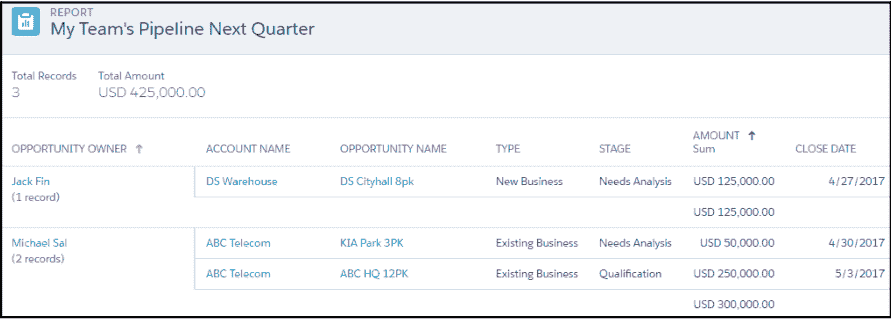 REPORT
My Team's Pipeline Next Quarter
Total Records Total Amount
3 USD 425,000.00
OPPORTUNITY OWNER ↑ ACCOUNT NAME OPPORTUNITY NAME TYPE STAGE AMOUNT ↑ Sum CLOSE DATE
Jack Fin DS Warehouse DS Cityhall 8pk New Business Needs Analysis USD 125,000.00 4/27/2017
(1 record)
USD 125,000.00
Michael Sal ABC Telecom KIA Park 3PK Existing Business Needs Analysis USD 50,000.00 4/30/2017
(2 records)
ABC Telecom ABC HQ 12PK Existing Business Qualification USD 250,000.00 5/3/2017
USD 300,000.00